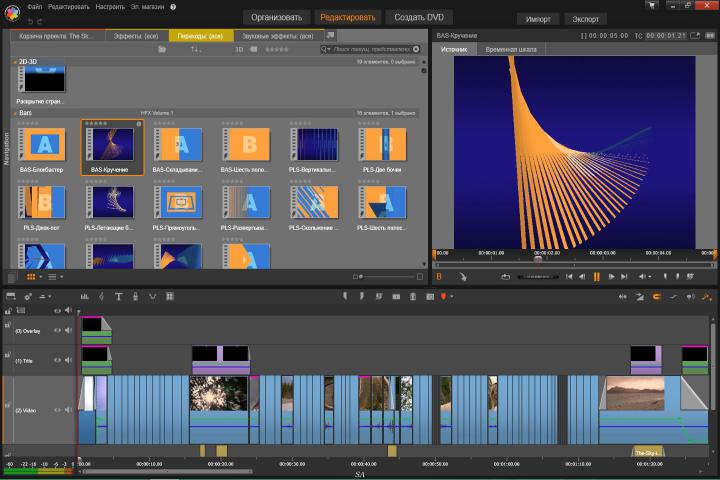 Файл Редактировать Настроить Эл. магазин
Организовать Редактировать Создать DVD
Импорт Экспорт
Корзина проекта: The Sk... Эффекты: (все) Переходы: (все) Звуковые эффекты: (все)
3D Поиск текущ. представление
2D-3D 19 элементов, 0 выбрано
Раскрытие стран...
Bars HFX Volume 1 16 элементов, 1 выбрано
BAS-Бловбастер BAS-Кручение BAS-Складывани... BAS-Шесть поло... PLS-Вертикальн... PLS-Две бочки
PLS-Джек-пот PLS-Летающие б... PLS-Прямоуголь... PLS-Развертыва... PLS-Скольжение ... PLS-Шесть полос...
Navigation
BAS-Кручение [] 00:00:05.00 TC 00:00:01.21
Источник Временная шкала
00.00 00:00:01.00 00:00:02.00 00:00:03.00 00:00:04.00
(0) Overlay
(1) Title
(2) Video
The-Sky-i...
-60 -22 -16 -10 -6 -3 0
00.00 00:00:10.00 00:00:20.00 00:00:30.00 00:00:40.00 00:00:50.00 00:01:00.00 00:01:10.00 00:01:20.00
SA